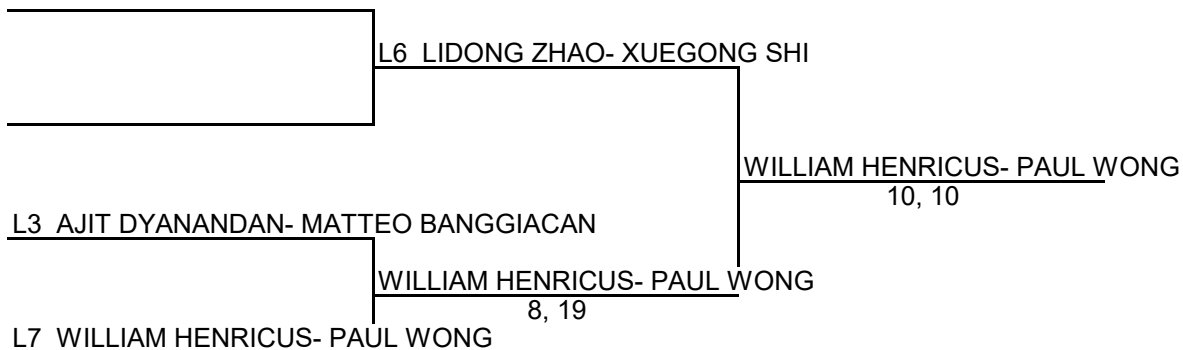 L6 LIDONG ZHAO- XUEGONG SHI
WILLIAM HENRICUS- PAUL WONG
10, 10
L3 AJIT DYANANDAN- MATTEO BANGGIACAN
WILLIAM HENRICUS- PAUL WONG
8, 19
L7 WILLIAM HENRICUS- PAUL WONG